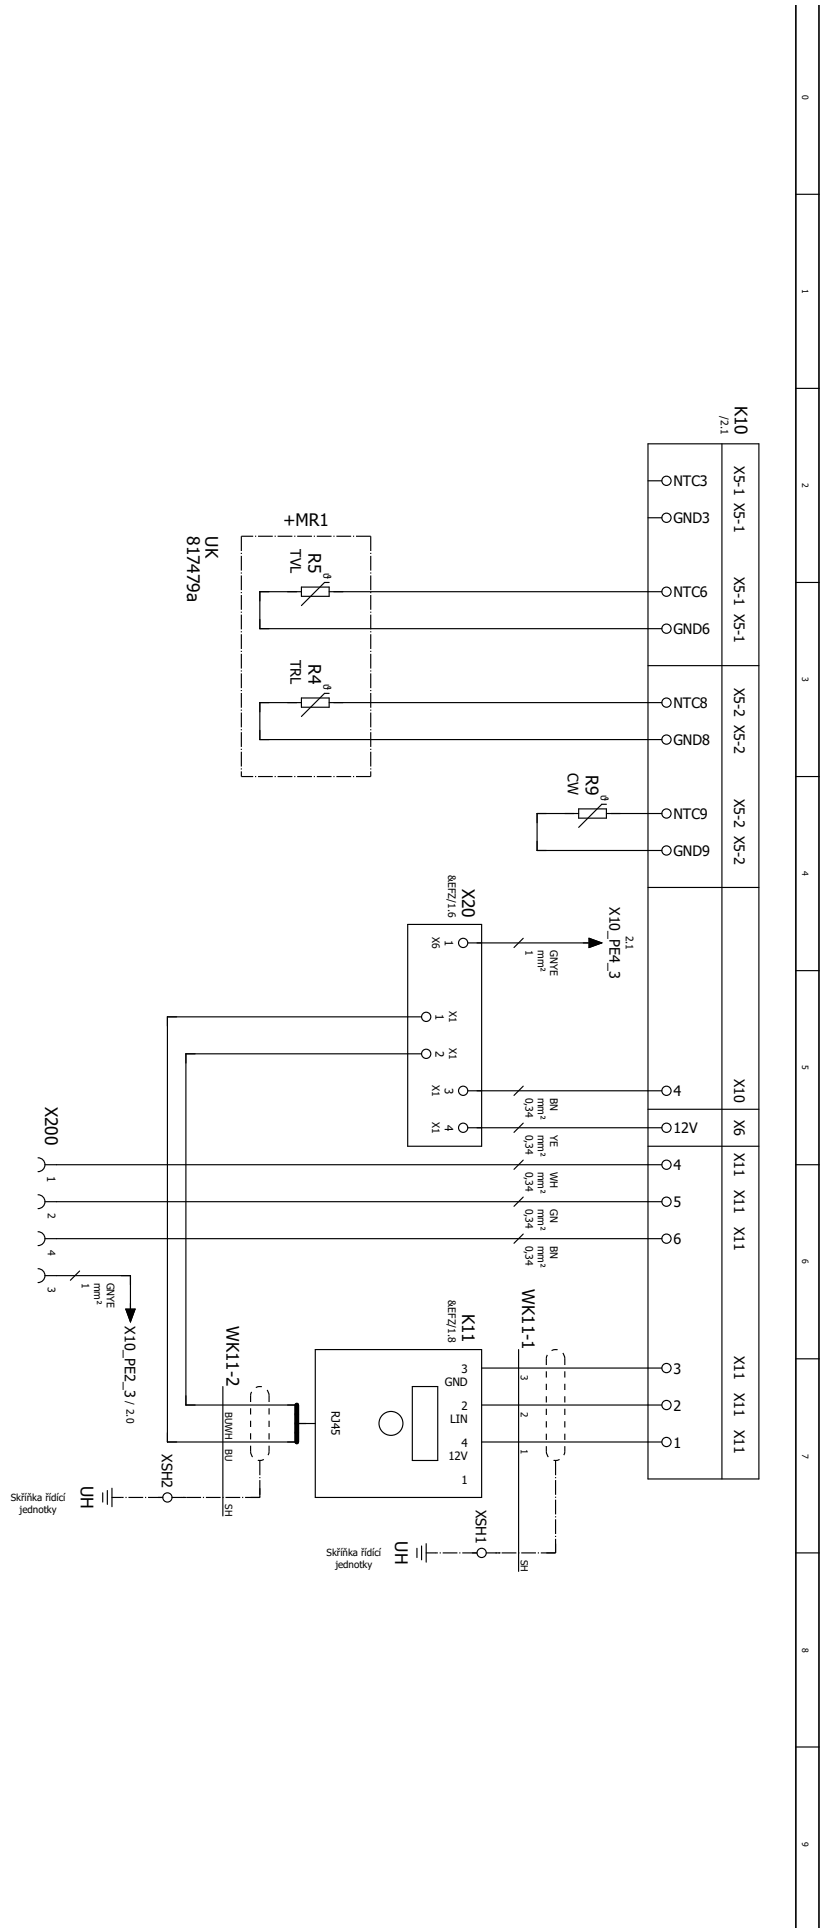 0
1
2
3
4
5
6
7
8
9
K10
/2.1
X5-1 X5-1
X5-1 X5-1
X5-2 X5-2
X5-2 X5-2
X10
X6
X11
X11
X11
X11
X11
X11
NTC3
GND3
NTC6
GND6
NTC8
GND8
NTC9
GND9
4
12V
4
5
6
3
2
1
+MR1
R5
TVL
ϑ
R4
TRL
ϑ
UK
817479a
R9
CW
ϑ
2.1
X10_PE4_3
GNYE
mm²
1
X20
&EFZ/1.6
1
X6
1 X1
2 X1
3
X1
4
X1
BN
mm²
0,34
YE
mm²
0,34
WH
mm²
0,34
GN
mm²
0,34
BN
mm²
0,34
X200
1
2
4
3
GNYE
mm²
1
X10_PE2_3 / 2.0
K11
&EFZ/1.8
3
GND
2
LIN
4
12V
1
RJ45
WK11-1
3
2
1
SH
XSH1
UH
Skříňka řídící
jednotky
WK11-2
BUWH
BU
SH
XSH2
UH
Skříňka řídící
jednotky